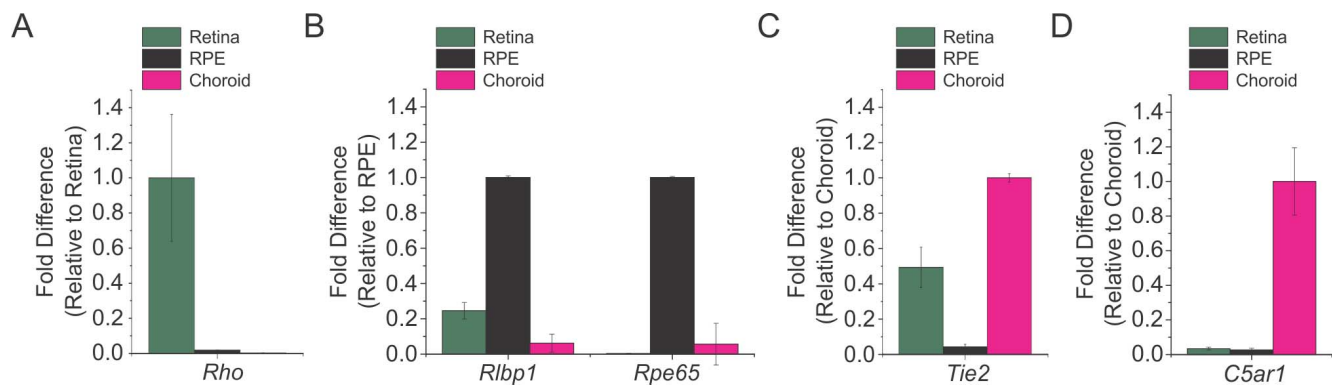 A
Retina
RPE
Choroid
Fold Difference
(Relative to Retina)
1.4
1.2
1.0
0.8
0.6
0.4
0.2
0.0
Rho
B
Retina
RPE
Choroid
Fold Difference
(Relative to RPE)
1.4
1.2
1.0
0.8
0.6
0.4
0.2
0.0
Rlbp1 Rpe65
C
Retina
RPE
Choroid
Fold Difference
(Relative to Choroid)
1.4
1.2
1.0
0.8
0.6
0.4
0.2
0.0
Tie2
D
Retina
RPE
Choroid
Fold Difference
(Relative to Choroid)
1.4
1.2
1.0
0.8
0.6
0.4
0.2
0.0
C5ar1